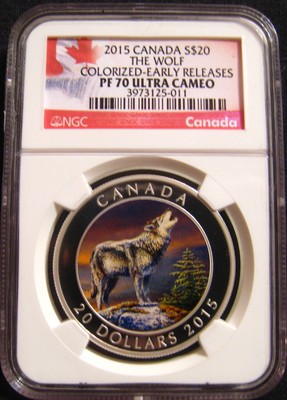 2015 CANADA S$20
THE WOLF
COLORIZED-EARLY RELEASES
PF 70 ULTRA CAMEO
3973125-011
NGC
Canada
CANADA
20 DOLLARS 2015